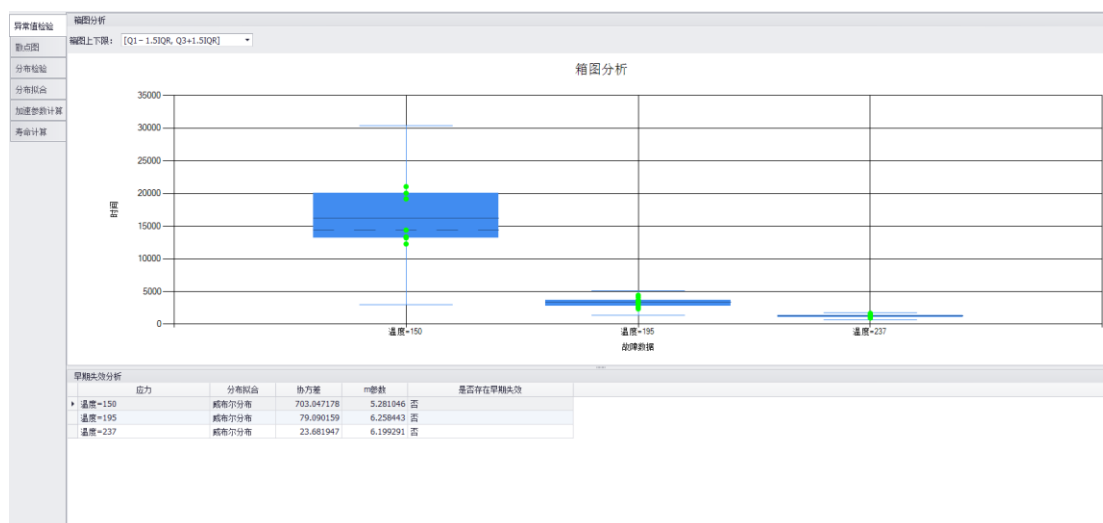 异常值检验
散点图
分布检验
分布拟合
加速参数计算
寿命计算
箱图分析
箱图上下限： [Q1-1.5IQR, Q3+1.5IQR]
箱图分析
时间
35000
30000
25000
20000
15000
10000
5000
0
温度=150 温度=195 温度=237
故障数据
早期失效分析
应力 分布拟合 协方差 m参数 是否存在早期失效
温度=150 威布尔分布 703.047178 5.281046 否
温度=195 威布尔分布 79.090159 6.258443 否
温度=237 威布尔分布 23.681947 6.199291 否